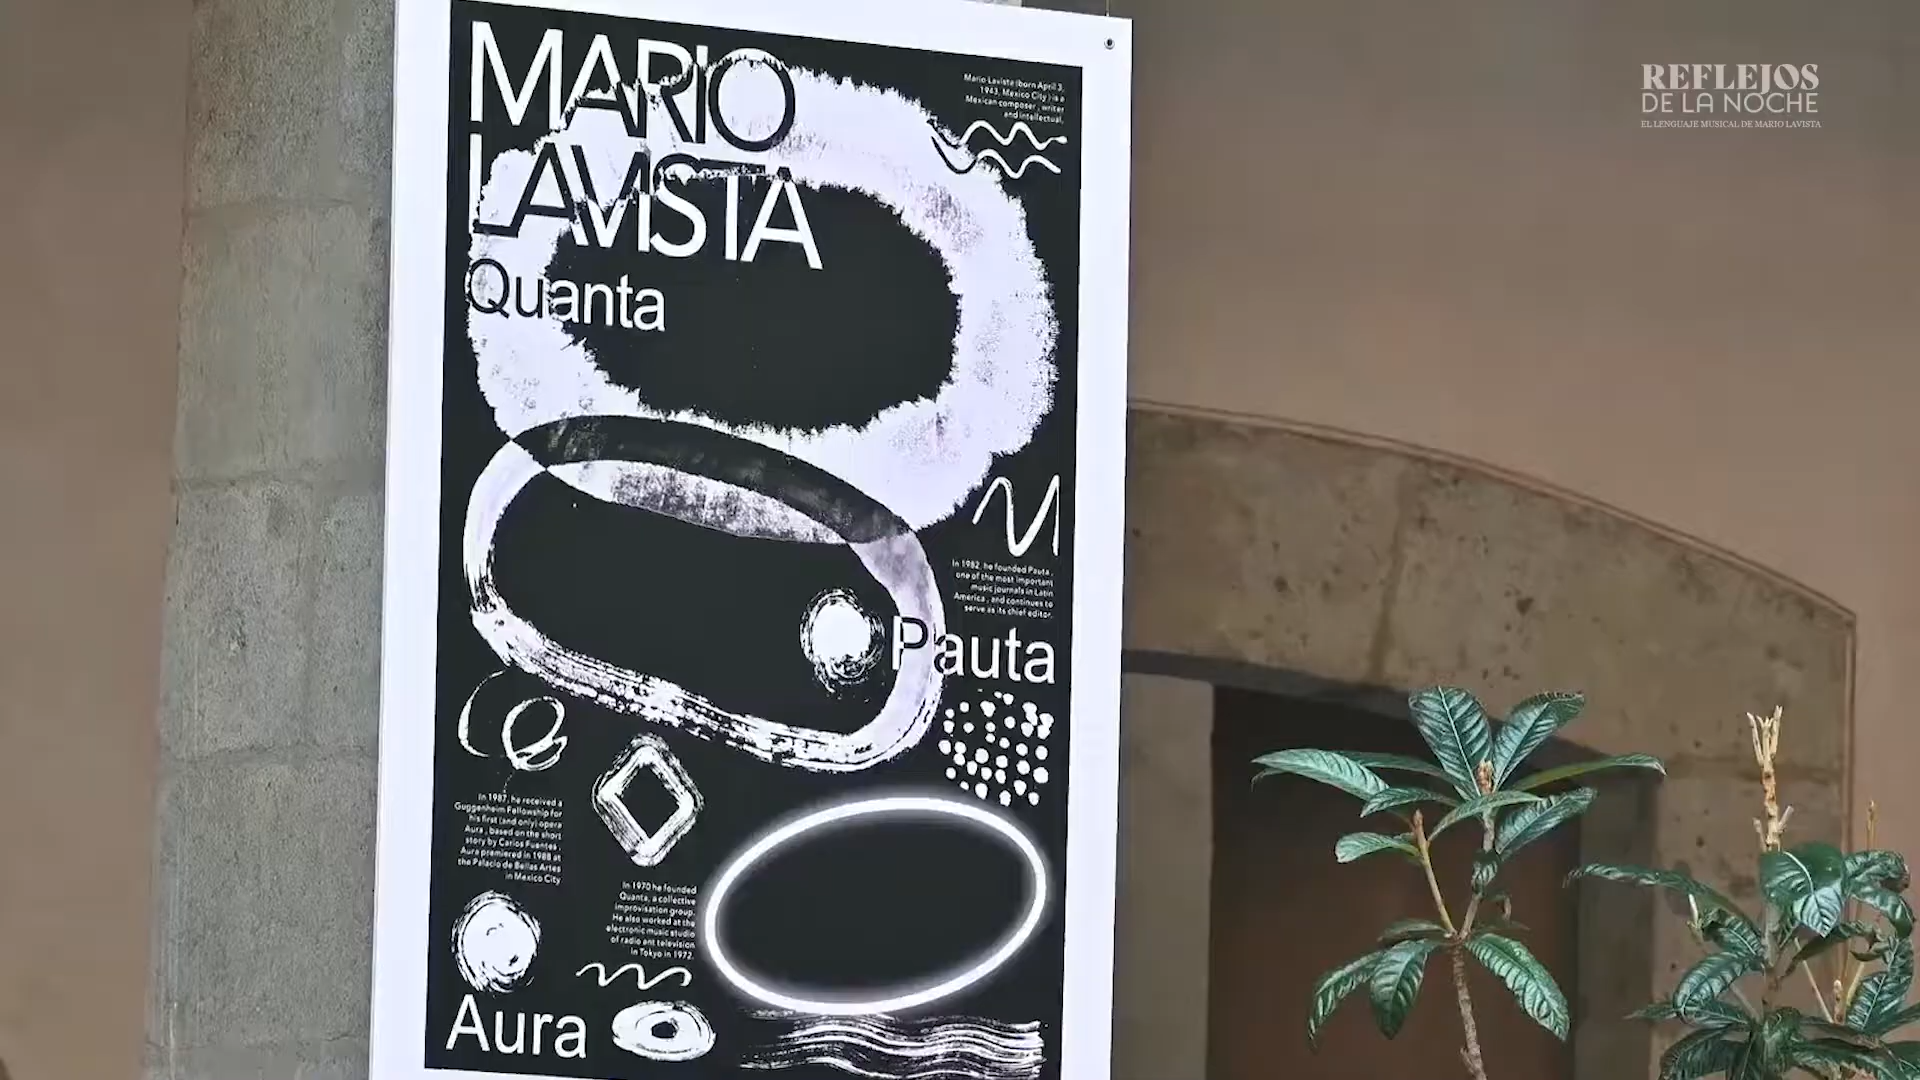 MARIO
LAVISTA
Quanta
Mario Lavista (born April 3,
1943, Mexico City) is a
Mexican composer, writer
and intellectual.
In 1982, he founded Pauta,
one of the most important
music journals in Latin
America, and continues to
serve as its chief editor.
Pauta
In 1987, he received a
Guggenheim Fellowship for
his first (and only) opera
Aura, based on the short
story by Carlos Fuentes.
Aura premiered in 1988 at
the Palacio de Bellas Artes
in Mexico City
In 1970 he founded
Quanta, a collective
improvisation group.
He also worked at the
electronic music studio
of radio ant television
in Tokyo in 1972.
Aura
REFLEJOS
DE LA NOCHE
EL LENGUAJE MUSICAL DE MARIO LAVISTA